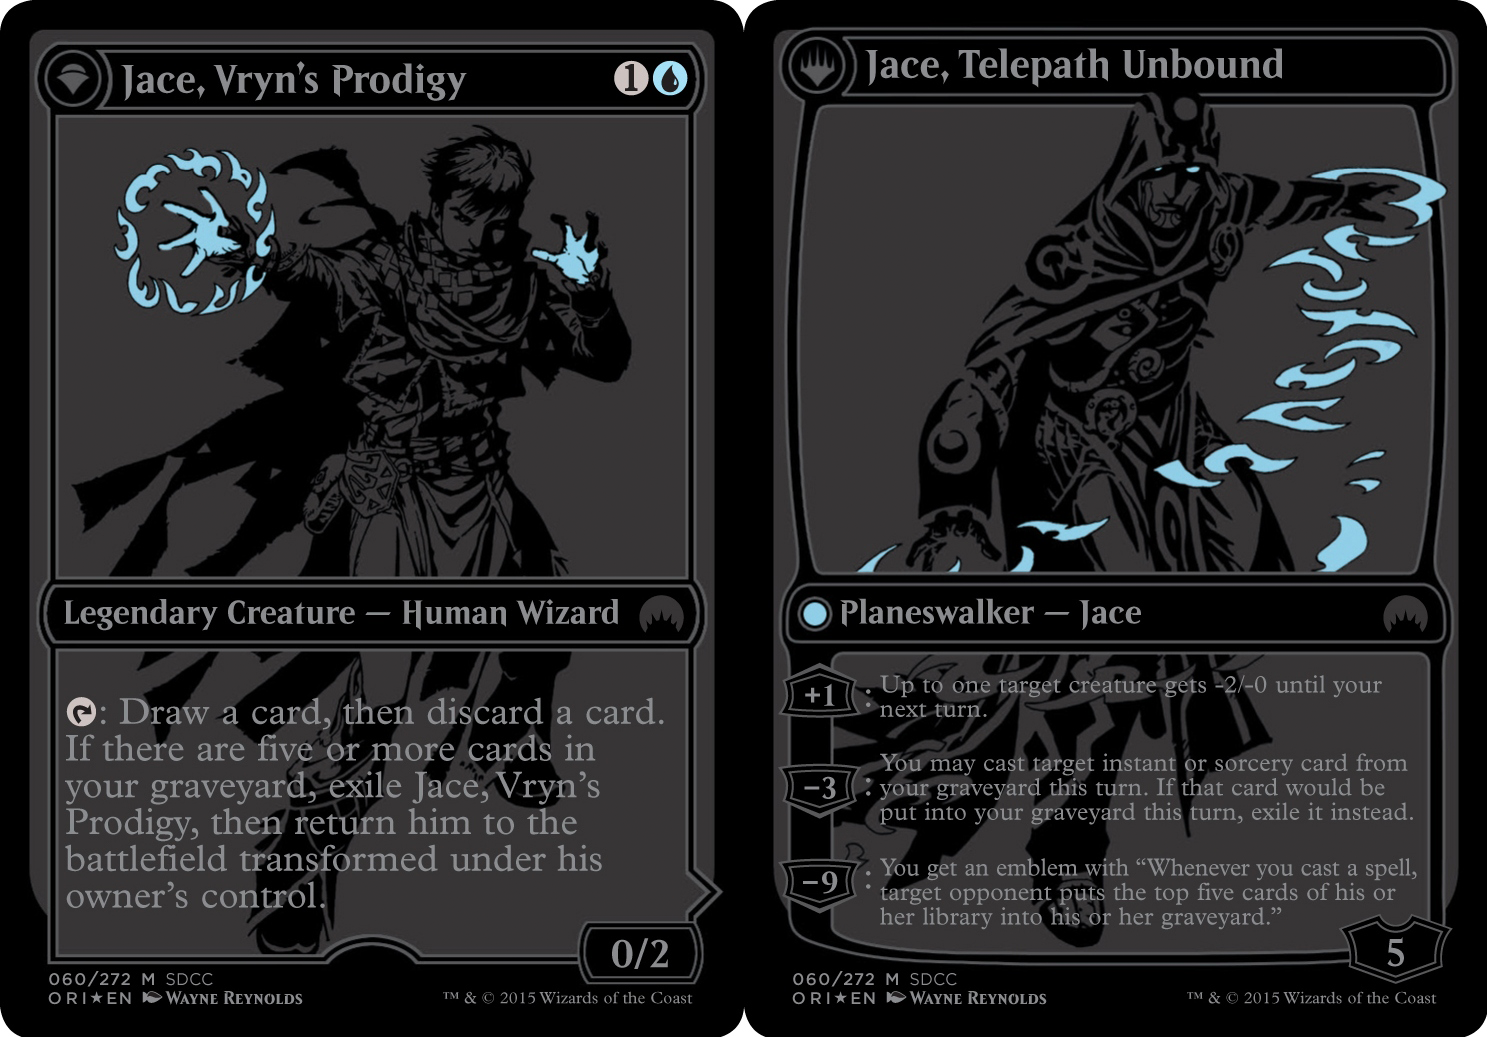 Jace, Vryn's Prodigy
1
Legendary Creature — Human Wizard
: Draw a card, then discard a card.
If there are five or more cards in
your graveyard, exile Jace, Vryn's
Prodigy, then return him to the
battlefield transformed under his
owner's control.
0/2
060/272 M SDCC
ORI★EN Wayne Reynolds
™ & © 2015 Wizards of the Coast
Jace, Telepath Unbound
Planeswalker — Jace
+1 : Up to one target creature gets -2/-0 until your
next turn.
−3 : You may cast target instant or sorcery card from
your graveyard this turn. If that card would be
put into your graveyard this turn, exile it instead.
−9 : You get an emblem with “Whenever you cast a spell,
target opponent puts the top five cards of his or
her library into his or her graveyard.”
5
060/272 M SDCC
ORI★EN Wayne Reynolds
™ & © 2015 Wizards of the Coast